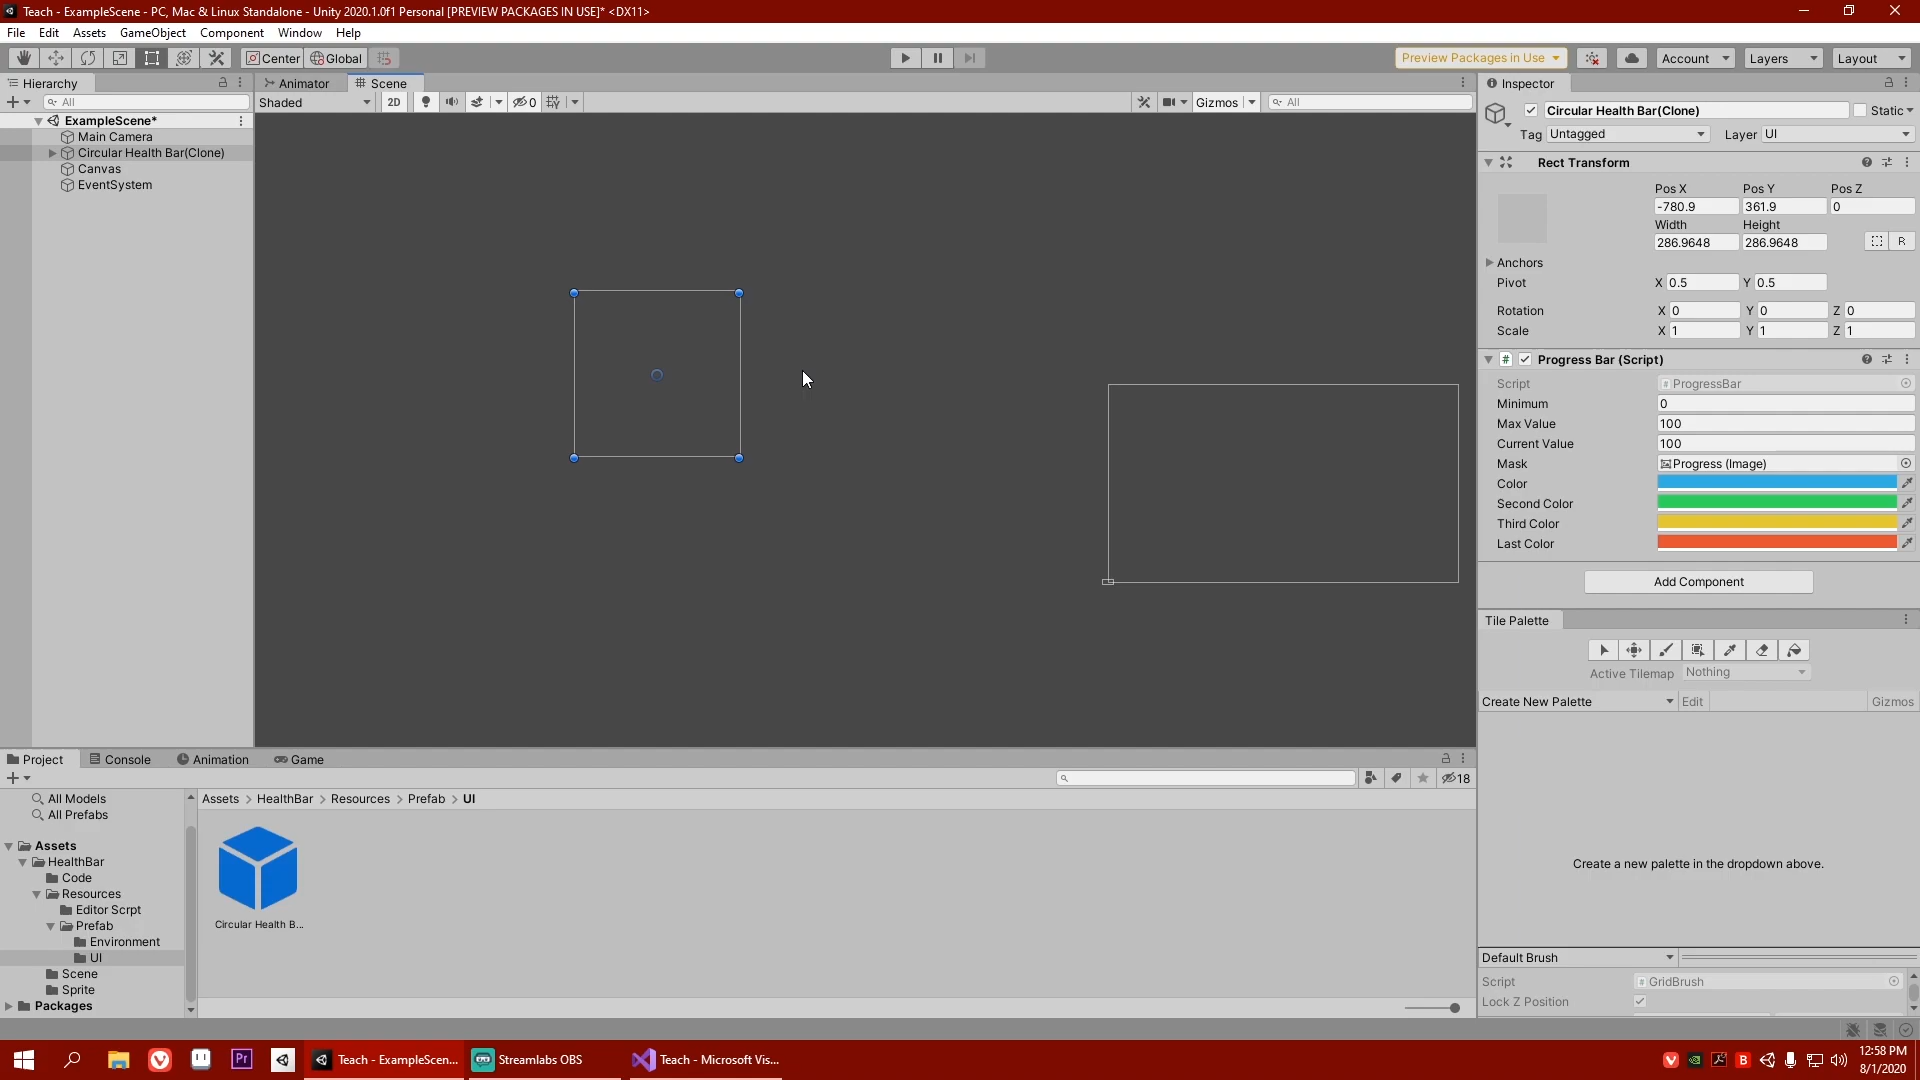 Teach - ExampleScene - PC, Mac & Linux Standalone - Unity 2020.1.0f1 Personal [PREVIEW PACKAGES IN USE]* <DX11>
File Edit Assets GameObject Component Window Help
Center Global Preview Packages in Use Account Layers Layout
Hierarchy
All
ExampleScene*
Main Camera
Circular Health Bar(Clone)
Canvas
EventSystem
Animator Scene
Shaded 2D 0 Gizmos All
Inspector
Circular Health Bar(Clone) Static
Tag Untagged Layer UI
Rect Transform
Pos X Pos Y Pos Z
-780.9 361.9 0
Width Height
286.9648 286.9648 R
Anchors
Pivot X 0.5 Y 0.5
Rotation X 0 Y 0 Z 0
Scale X 1 Y 1 Z 1
# Progress Bar (Script)
Script # ProgressBar
Minimum 0
Max Value 100
Current Value 100
Mask Progress (Image)
Color
Second Color
Third Color
Last Color
Add Component
Tile Palette
Active Tilemap Nothing
Create New Palette Edit Gizmos
Create a new palette in the dropdown above.
Default Brush
Script # GridBrush
Lock Z Position
Project Console Animation Game
18
All Models
All Prefabs
Assets
HealthBar
Code
Resources
Editor Scrpt
Prefab
Environment
UI
Scene
Sprite
Packages
Assets > HealthBar > Resources > Prefab > UI
Circular Health B...
Pr Teach - ExampleScen... Streamlabs OBS Teach - Microsoft Vis...
B 12:58 PM
8/1/2020